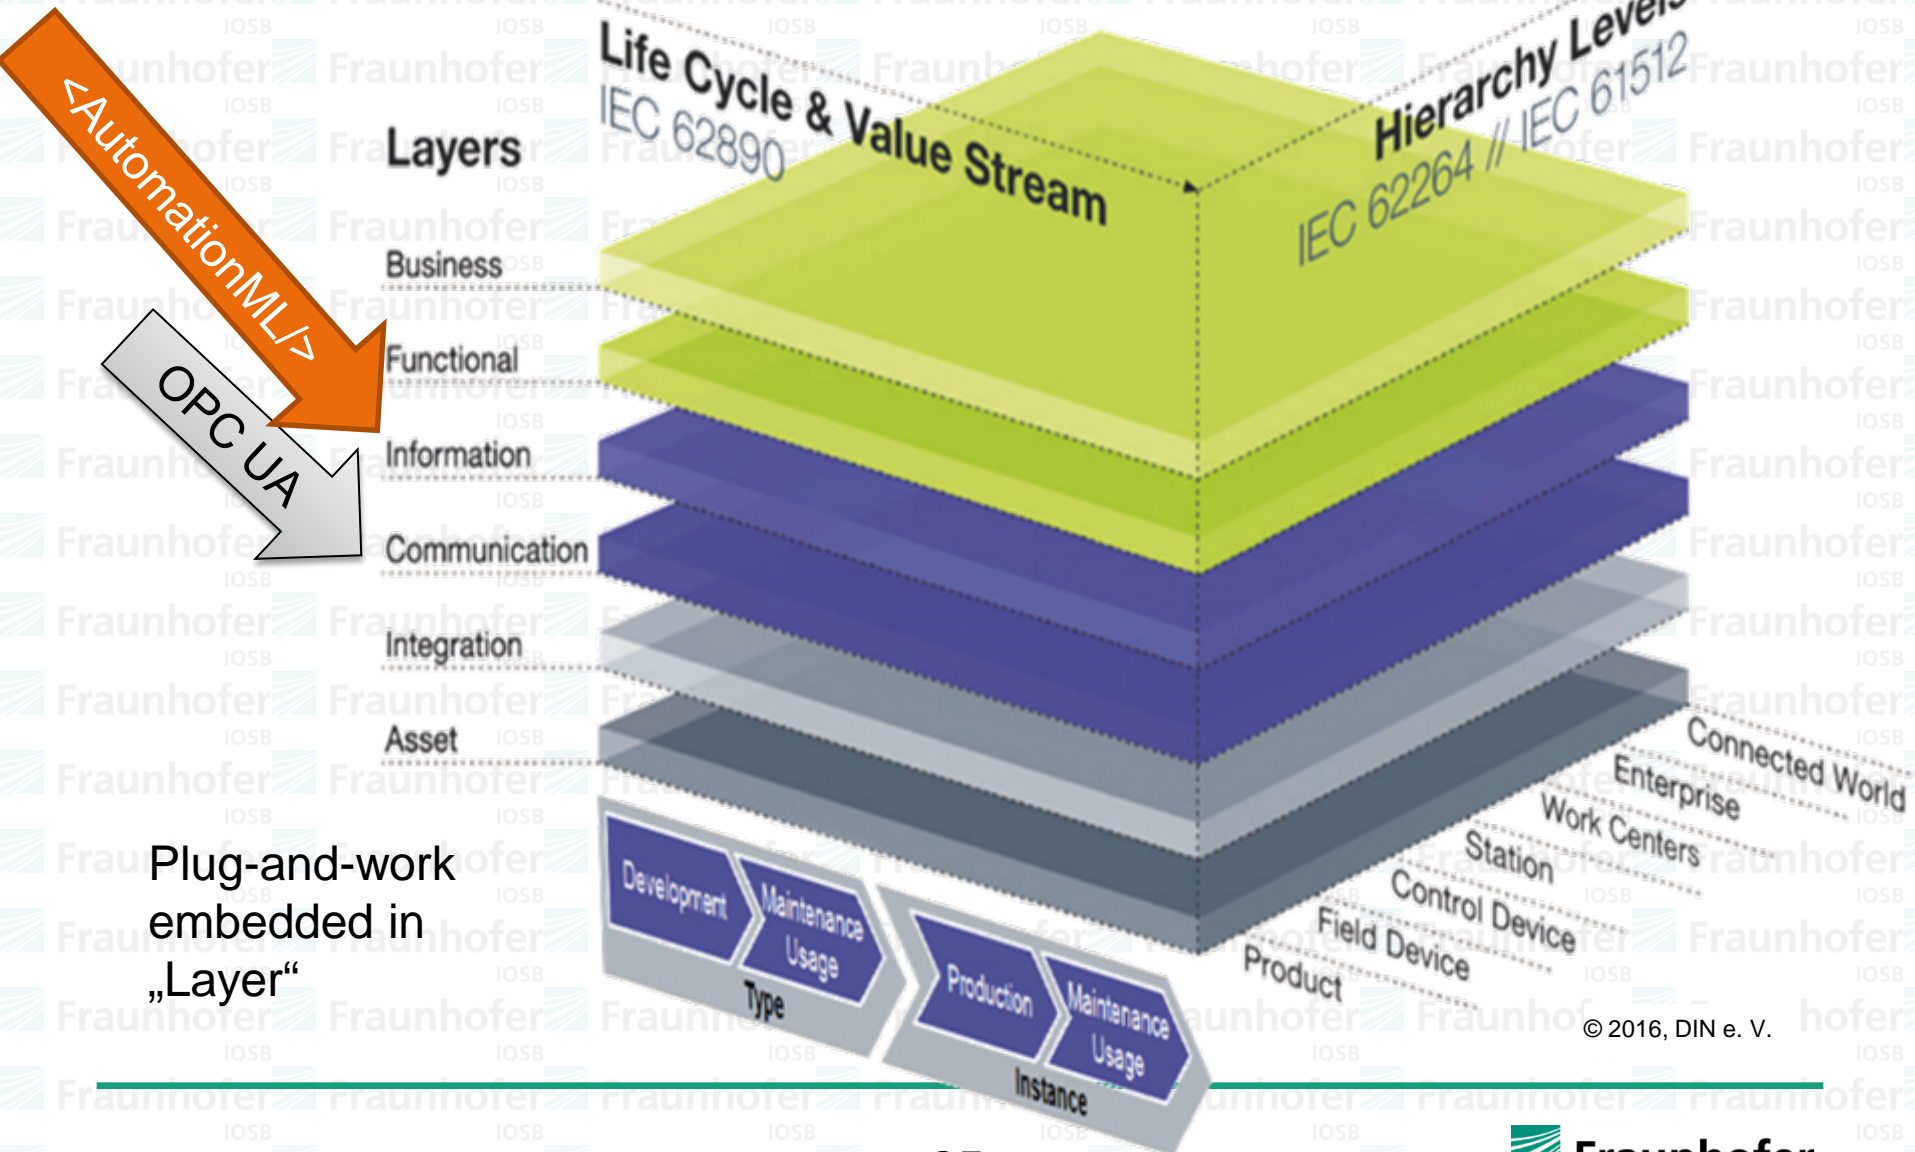 <AutomationML/>
OPC UA
Layers
Life Cycle & Value Stream
IEC 62890
Hierarchy Levels
IEC 62264 // IEC 61512
Business
Functional
Information
Communication
Integration
Asset
Connected World
Enterprise
Work Centers
Station
Control Device
Field Device
Product
Development
Maintenance
Usage
Type
Production
Maintenance
Usage
Instance
Plug-and-work
embedded in
„Layer“
© 2016, DIN e. V.
Fraunhofer
IOSB